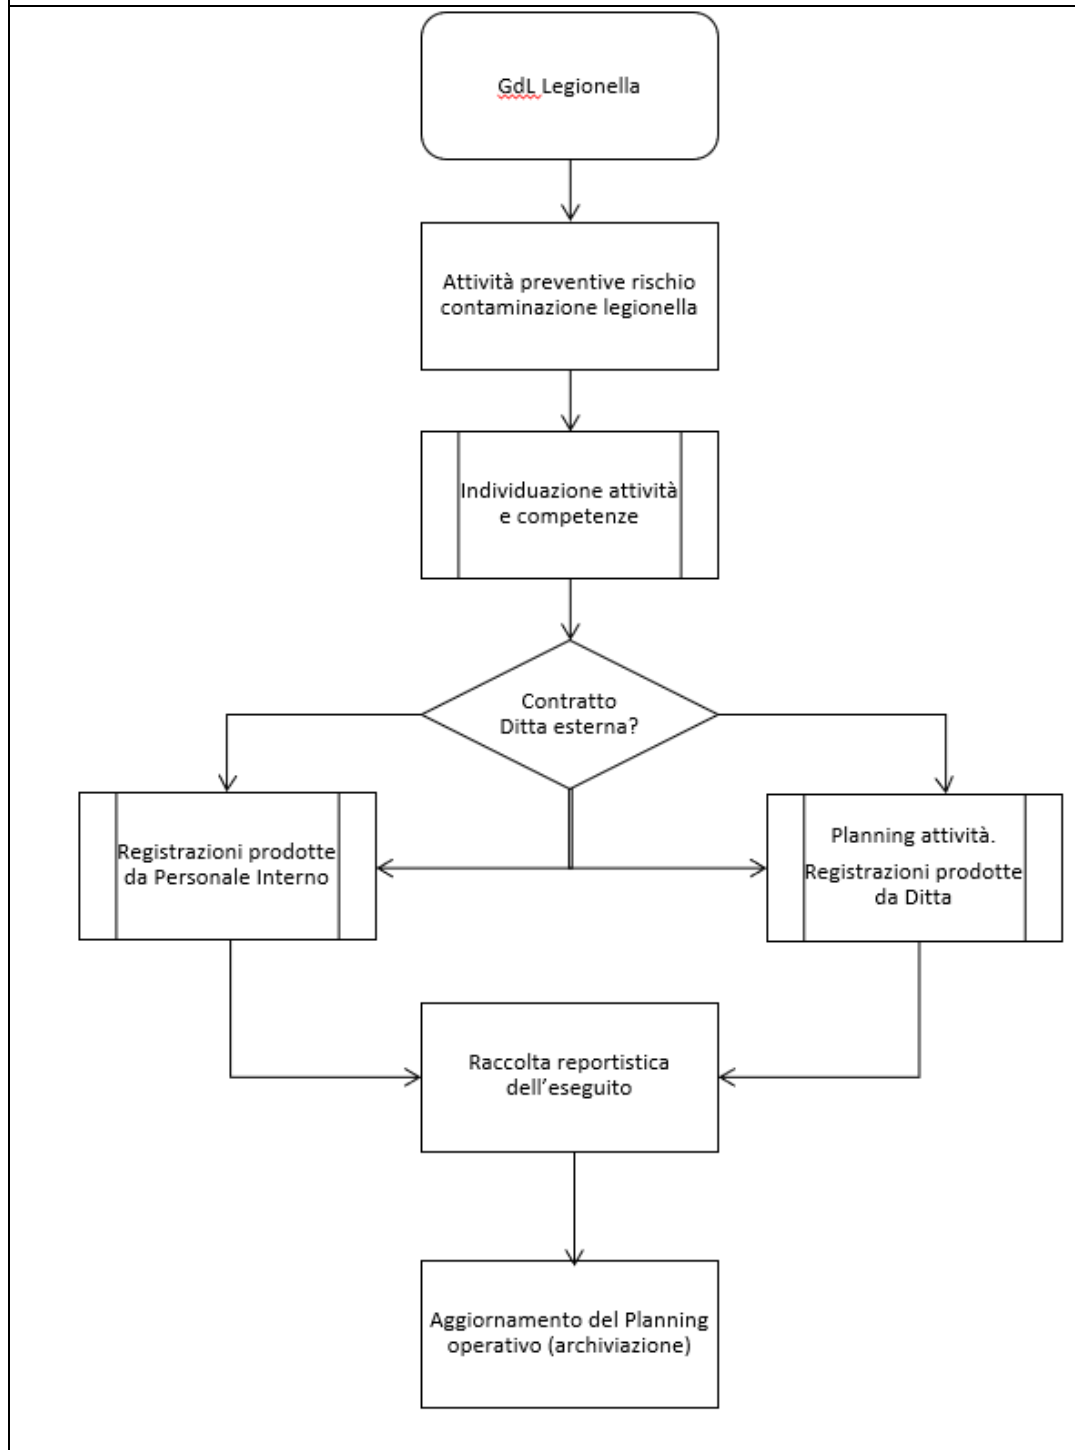 GdL Legionella
Attività preventive rischio
contaminazione legionella
Individuazione attività
e competenze
Contratto
Ditta esterna?
Registrazioni prodotte
da Personale Interno
Planning attività.
Registrazioni prodotte
da Ditta
Raccolta reportistica
dell’eseguito
Aggiornamento del Planning
operativo (archiviazione)